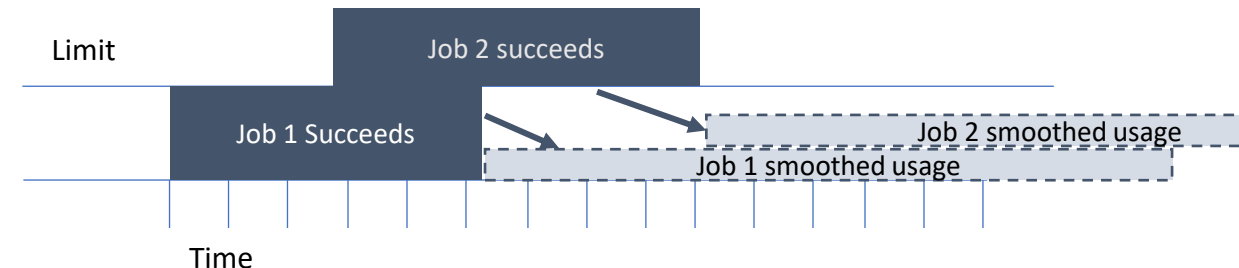 Limit
Job 2 succeeds
Job 1 Succeeds
Job 2 smoothed usage
Job 1 smoothed usage
Time